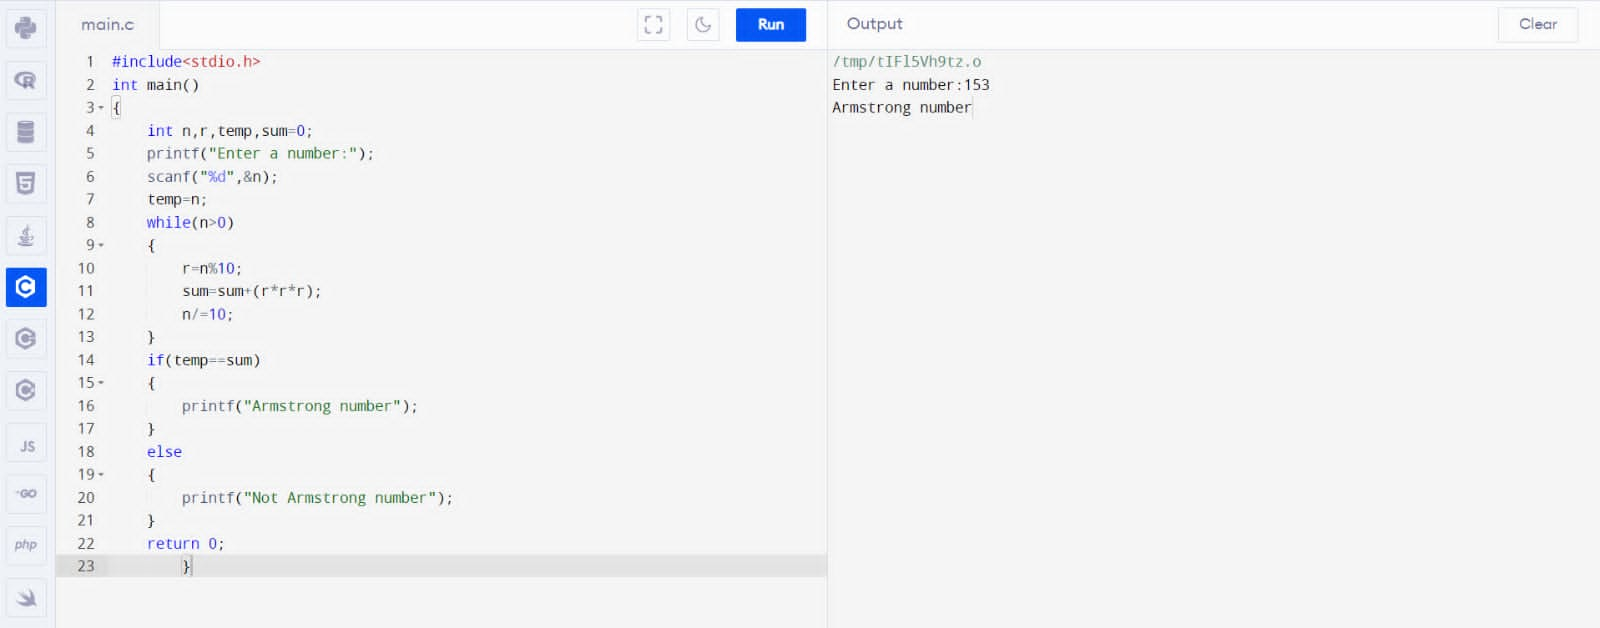 main.c
Run
Output
Clear
1 #include<stdio.h>
2 int main()
3 {
4 int n,r,temp,sum=0;
5 printf("Enter a number:");
6 scanf("%d",&n);
7 temp=n;
8 while(n>0)
9 {
10 r=n%10;
11 sum=sum+(r*r*r);
12 n/=10;
13 }
14 if(temp==sum)
15 {
16 printf("Armstrong number");
17 }
18 else
19 {
20 printf("Not Armstrong number");
21 }
22 return 0;
23 }
/tmp/tIFl5Vh9tz.o
Enter a number:153
Armstrong number
R
5
C
C
C
JS
GO
php